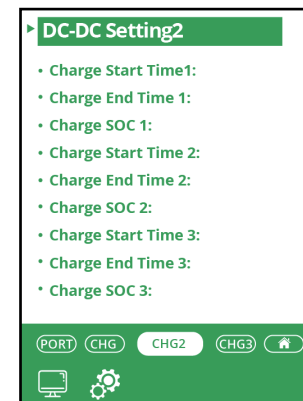 DC-DC Setting2
• Charge Start Time1:
• Charge End Time 1:
• Charge SOC 1:
• Charge Start Time 2:
• Charge End Time 2:
• Charge SOC 2:
• Charge Start Time 3:
• Charge End Time 3:
• Charge SOC 3:
PORT CHG CHG2 CHG3